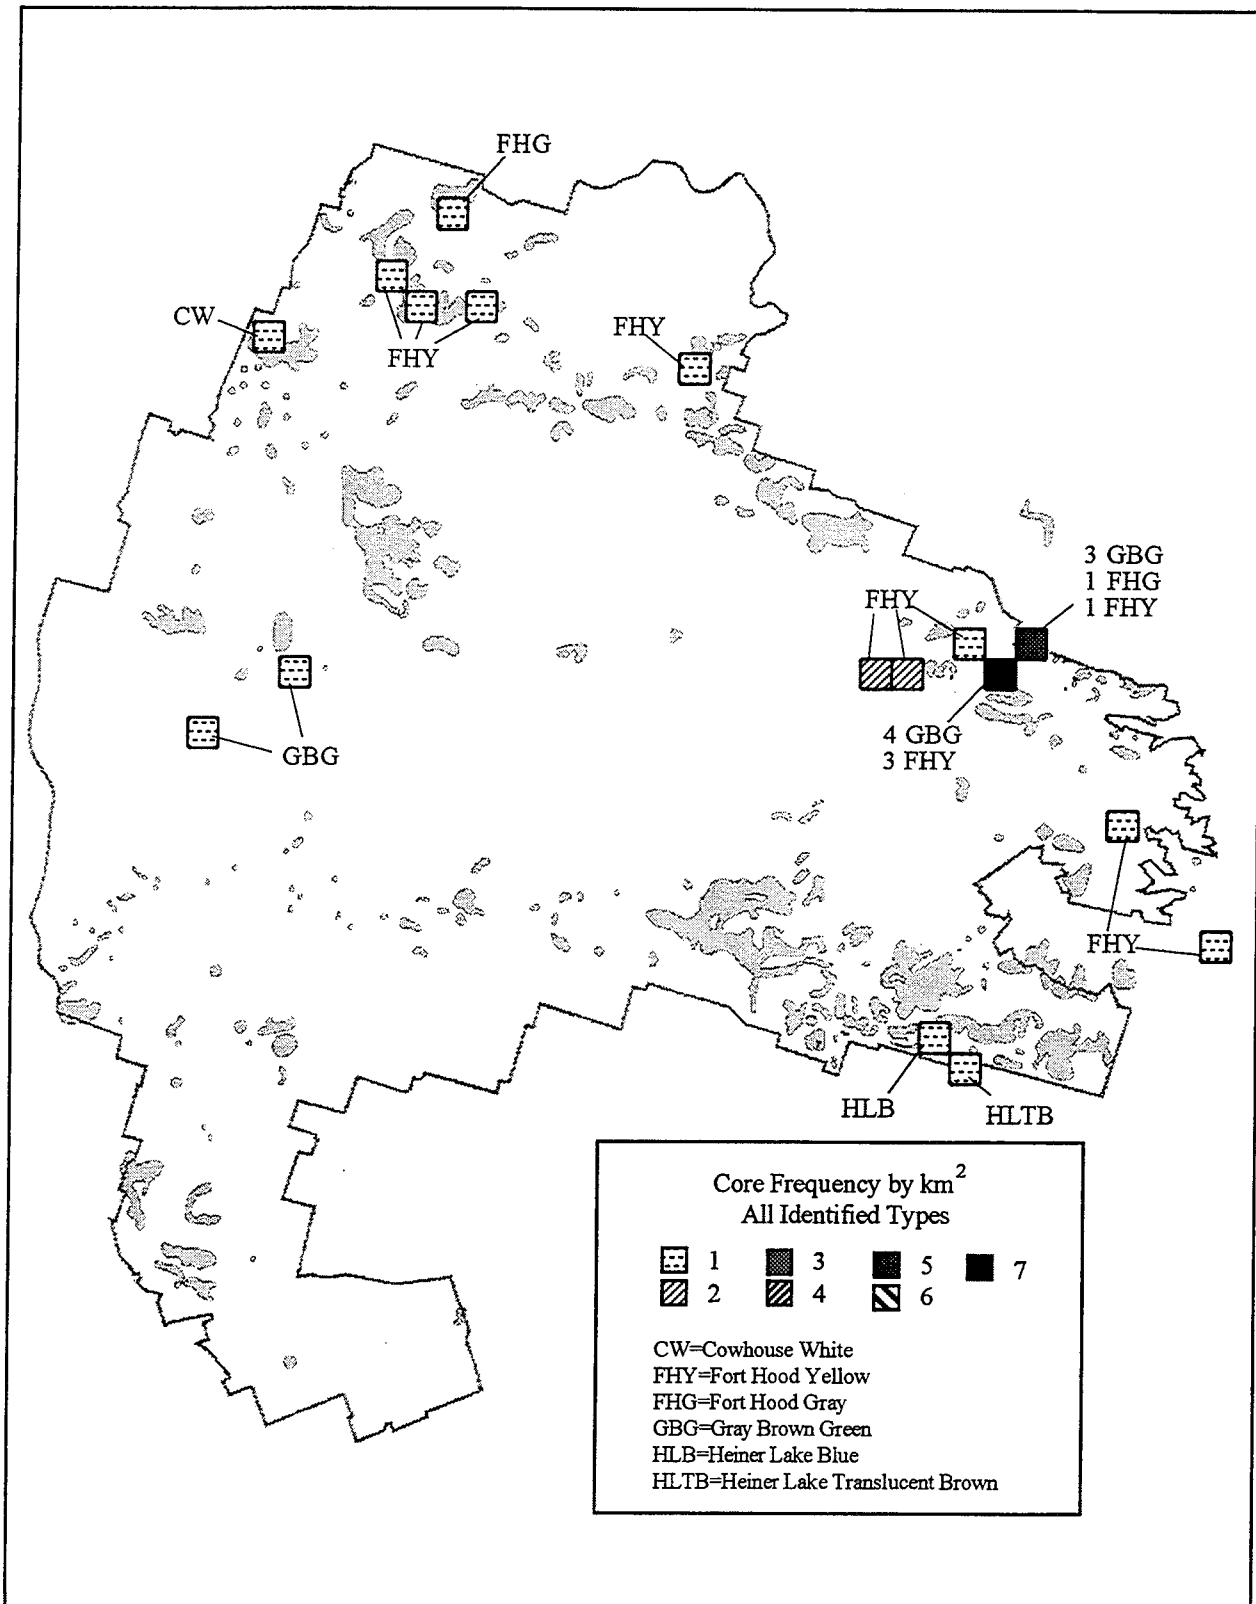 FHG
CW
FHY
FHY
3 GBG
1 FHG
1 FHY
FHY
4 GBG
3 FHY
GBG
FHY
HLB
HLTB
Core Frequency by km2
All Identified Types
1 3 5 7
2 4 6
CW=Cowhouse White
FHY=Fort Hood Yellow
FHG=Fort Hood Gray
GBG=Gray Brown Green
HLB=Heiner Lake Blue
HLTB=Heiner Lake Translucent Brown